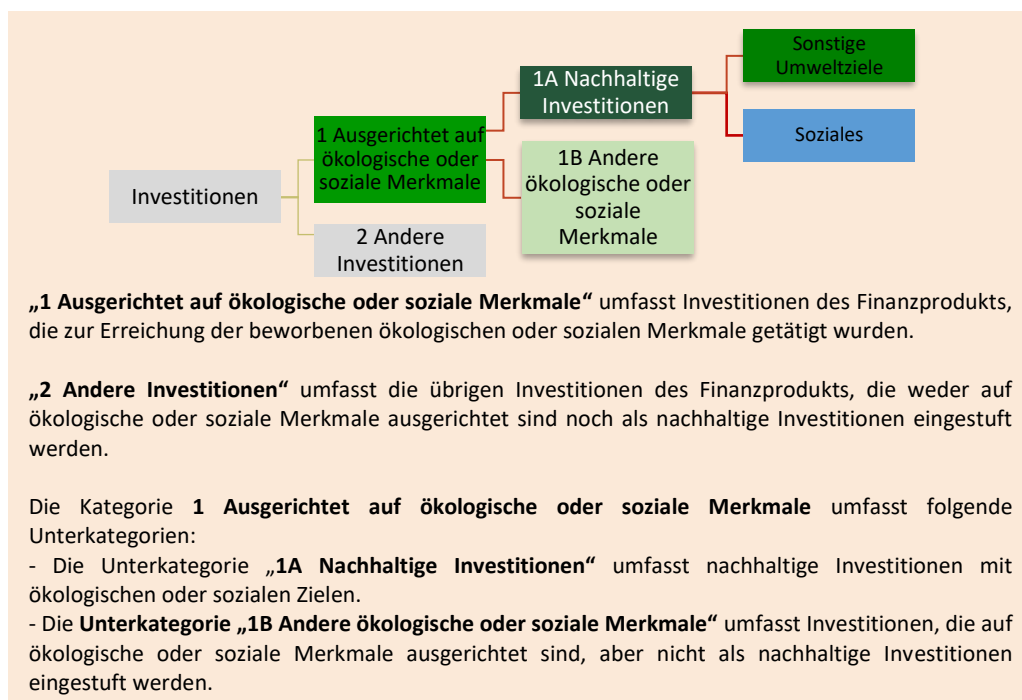 Sonstige
Umweltziele
1A Nachhaltige
Investitionen
Soziales
1 Ausgerichtet auf
ökologische oder
soziale Merkmale
1B Andere
ökologische oder
soziale
Merkmale
Investitionen
2 Andere
Investitionen
„1 Ausgerichtet auf ökologische oder soziale Merkmale“ umfasst Investitionen des Finanzprodukts,
die zur Erreichung der beworbenen ökologischen oder sozialen Merkmale getätigt wurden.
„2 Andere Investitionen“ umfasst die übrigen Investitionen des Finanzprodukts, die weder auf
ökologische oder soziale Merkmale ausgerichtet sind noch als nachhaltige Investitionen eingestuft
werden.
Die Kategorie 1 Ausgerichtet auf ökologische oder soziale Merkmale umfasst folgende
Unterkategorien:
- Die Unterkategorie „1A Nachhaltige Investitionen“ umfasst nachhaltige Investitionen mit
ökologischen oder sozialen Zielen.
- Die Unterkategorie „1B Andere ökologische oder soziale Merkmale“ umfasst Investitionen, die auf
ökologische oder soziale Merkmale ausgerichtet sind, aber nicht als nachhaltige Investitionen
eingestuft werden.